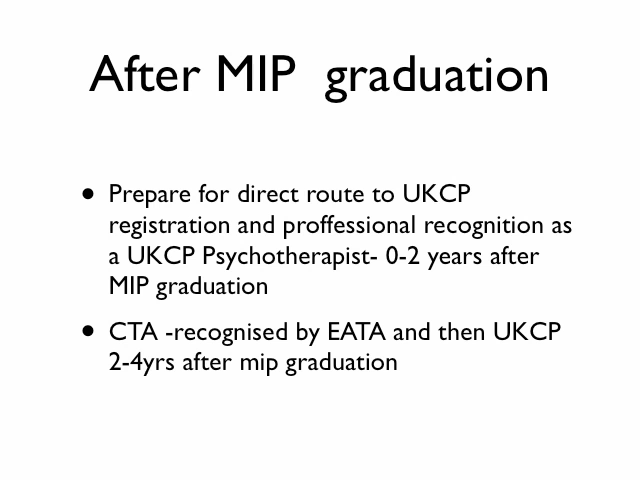 After MIP  graduation
• Prepare for direct route to UKCP
registration and proffessional recognition as
a UKCP Psychotherapist- 0-2 years after
MIP graduation
• CTA -recognised by EATA and then UKCP
2-4yrs after mip graduation